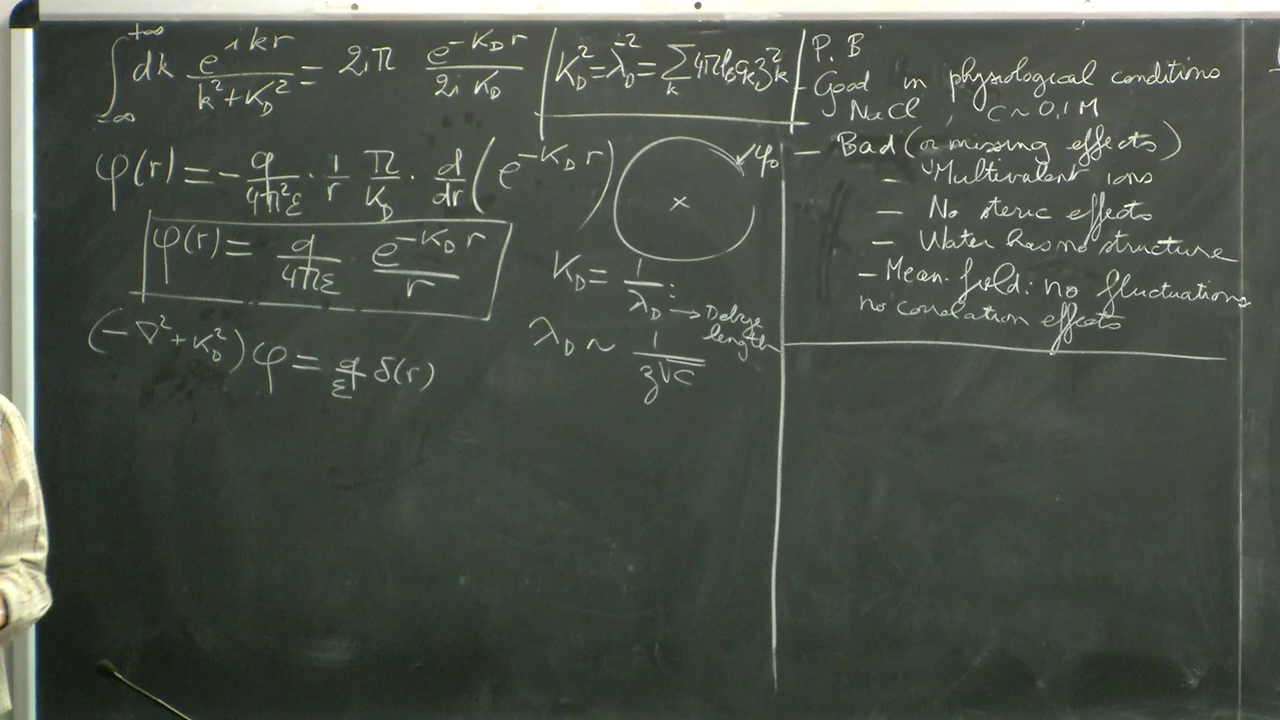 ∫_{-∞}^{+∞} dk e^{ikr}/(k²+K_D²) = 2iπ e^{-K_D r}/(2i K_D)
φ(r) = - q/(4π²ε) · 1/r π/K_D · d/dr (e^{-K_D r})
φ(r) = q/(4πε) · e^{-K_D r}/r
(-∇² + K_D²) φ = q/ε δ(r)
K_D² = λ_D^{-2} = Σ_k 4πl_B c_k z_k²
φ₀
K_D = 1/λ_D :
→ Debye length
λ_D ~ 1/(z√c)
P.B
- Good in physiological conditions
NaCl, c ~ 0,1 M
- Bad (or missing effects)
- Multivalent ions
- No steric effects
- Water has no structure
- Mean-field: no fluctuations
no correlation effects